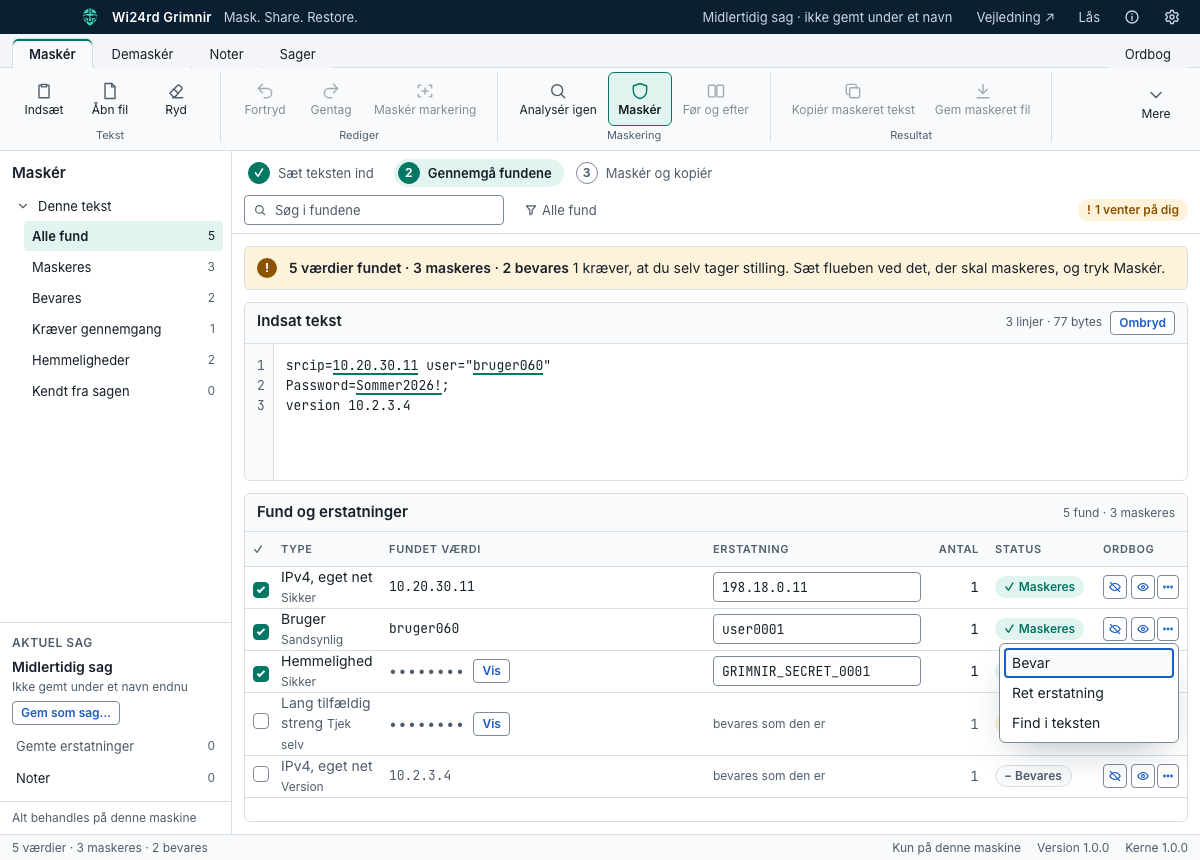 Wi24rd Grimnir Mask. Share. Restore. Midlertidig sag · ikke gemt under et navn Vejledning ↗ Lås
Maskér Demaskér Noter Sager Ordbog
Indsæt Åbn fil Ryd Fortryd Gentag Maskér markering Analysér igen Maskér Før og efter Kopiér maskeret tekst Gem maskeret fil Mere
Tekst Rediger Maskering Resultat
Maskér
Denne tekst
Alle fund 5
Maskeres 3
Bevares 2
Kræver gennemgang 1
Hemmeligheder 2
Kendt fra sagen 0
AKTUEL SAG
Midlertidig sag
Ikke gemt under et navn endnu
Gem som sag...
Gemte erstatninger 0
Noter 0
Alt behandles på denne maskine
✓ Sæt teksten ind 2 Gennemgå fundene 3 Maskér og kopiér
Søg i fundene Alle fund ! 1 venter på dig
! 5 værdier fundet · 3 maskeres · 2 bevares 1 kræver, at du selv tager stilling. Sæt flueben ved det, der skal maskeres, og tryk Maskér.
Indsat tekst 3 linjer · 77 bytes Ombryd
1 srcip=10.20.30.11 user="bruger060"
2 Password=Sommer2026!;
3 version 10.2.3.4
Fund og erstatninger 5 fund · 3 maskeres
✓ TYPE FUNDET VÆRDI ERSTATNING ANTAL STATUS ORDBOG
IPv4, eget net
Sikker 10.20.30.11 198.18.0.11 1 ✓ Maskeres
Bruger
Sandsynlig bruger060 user0001 1 ✓ Maskeres
Hemmelighed
Sikker •••••••• Vis GRIMNIR_SECRET_0001 1
Lang tilfældig
streng Tjek
selv •••••••• Vis bevares som den er 1
IPv4, eget net
Version 10.2.3.4 bevares som den er 1 – Bevares
Bevar
Ret erstatning
Find i teksten
5 værdier · 3 maskeres · 2 bevares Kun på denne maskine Version 1.0.0 Kerne 1.0.0